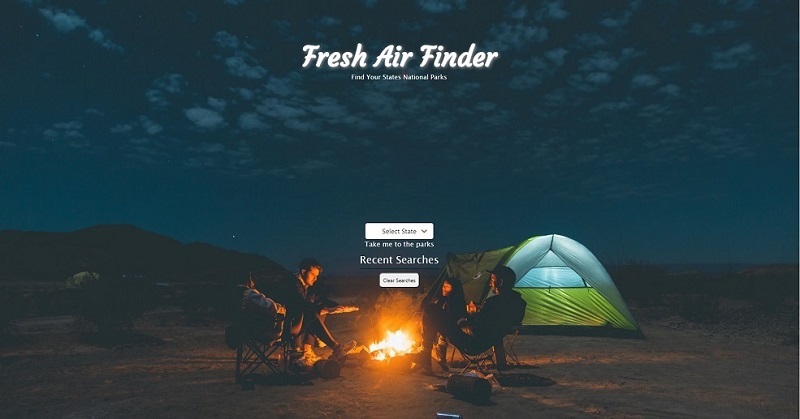 Fresh Air Finder
Find Your States National Parks
Select State
Take me to the parks
Recent Searches
Clear Searches